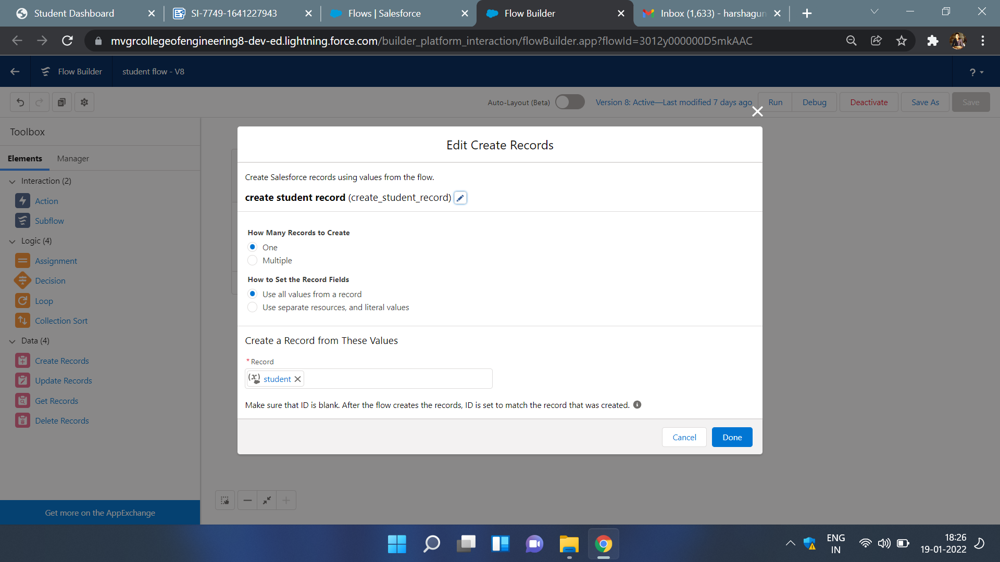 Student Dashboard
SI-7749-1641227943
Flows | Salesforce
Flow Builder
Inbox (1,633) - harshagun
mvgrcollegeofengineering8-dev-ed.lightning.force.com/builder_platform_interaction/flowBuilder.app?flowId=3012y000000D5mkAAC
Flow Builder
student flow - V8
?
Auto-Layout (Beta)
Version 8: Active—Last modified 7 days ago
Run
Debug
Deactivate
Save As
Save
Toolbox
Elements
Manager
Interaction (2)
Action
Subflow
Logic (4)
Assignment
Decision
Loop
Collection Sort
Data (4)
Create Records
Update Records
Get Records
Delete Records
Get more on the AppExchange
Edit Create Records
Create Salesforce records using values from the flow.
create student record (create_student_record)
How Many Records to Create
One
Multiple
How to Set the Record Fields
Use all values from a record
Use separate resources, and literal values
Create a Record from These Values
* Record
student
Make sure that ID is blank. After the flow creates the records, ID is set to match the record that was created.
Cancel
Done
ENG
IN
18:26
19-01-2022